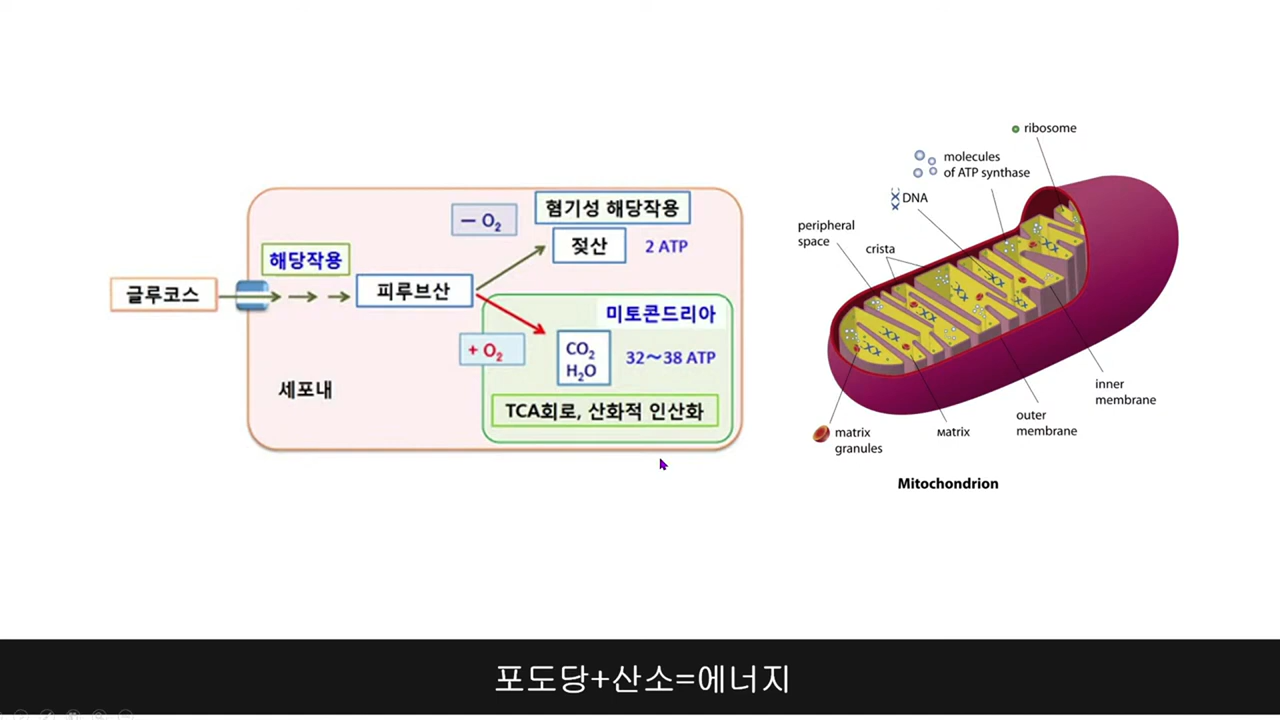 글루코스
해당작용
피루브산
세포내
– O₂
혐기성 해당작용
젖산
2 ATP
미토콘드리아
+ O₂
CO₂
H₂O
32～38 ATP
TCA회로, 산화적 인산화
ribosome
molecules
of ATP synthase
DNA
peripheral
space
crista
inner
membrane
outer
membrane
matrix
matrix
granules
Mitochondrion
포도당+산소=에너지